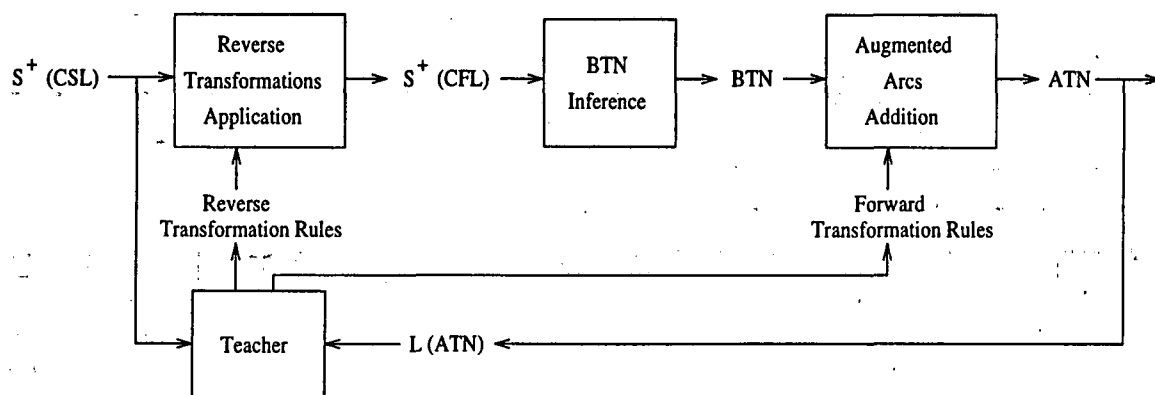 S+ (CSL)
Reverse
Transformations
Application
S+ (CFL)
BTN
Inference
BTN
Augmented
Arcs
Addition
ATN
Reverse
Transformation Rules
Forward
Transformation Rules
Teacher
L (ATN)